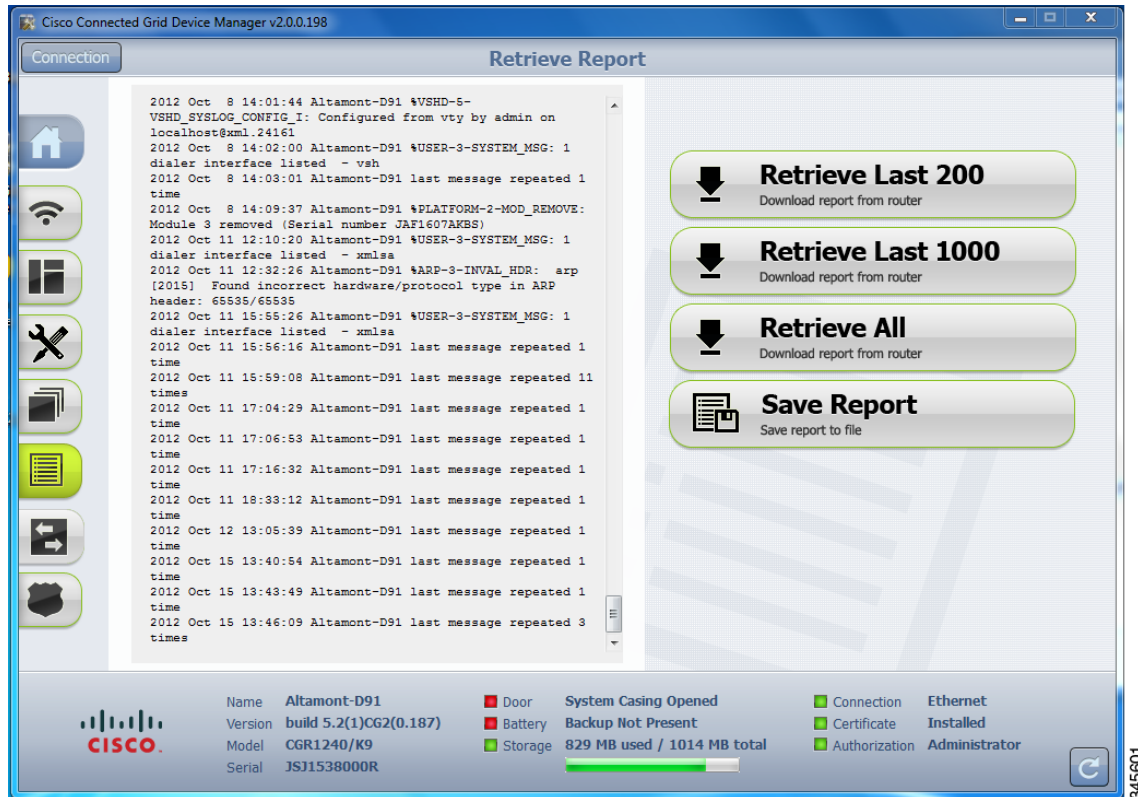 Cisco Connected Grid Device Manager v2.0.0.198
Connection
Retrieve Report
2012 Oct  8 14:01:44 Altamont-D91 %VSHD-5-
VSHD_SYSLOG_CONFIG_I: Configured from vty by admin on
localhost@xml.24161
2012 Oct  8 14:02:00 Altamont-D91 %USER-3-SYSTEM_MSG: 1
dialer interface listed  - vsh
2012 Oct  8 14:03:01 Altamont-D91 last message repeated 1
time
2012 Oct  8 14:09:37 Altamont-D91 %PLATFORM-2-MOD_REMOVE:
Module 3 removed (Serial number JAF1607AKBS)
2012 Oct 11 12:10:20 Altamont-D91 %USER-3-SYSTEM_MSG: 1
dialer interface listed  - xmlsa
2012 Oct 11 12:32:26 Altamont-D91 %ARP-3-INVAL_HDR:  arp
[2015]  Found incorrect hardware/protocol type in ARP
header: 65535/65535
2012 Oct 11 15:55:26 Altamont-D91 %USER-3-SYSTEM_MSG: 1
dialer interface listed  - xmlsa
2012 Oct 11 15:56:16 Altamont-D91 last message repeated 1
time
2012 Oct 11 15:59:08 Altamont-D91 last message repeated 11
times
2012 Oct 11 17:04:29 Altamont-D91 last message repeated 1
time
2012 Oct 11 17:06:53 Altamont-D91 last message repeated 1
time
2012 Oct 11 17:16:32 Altamont-D91 last message repeated 1
time
2012 Oct 11 18:33:12 Altamont-D91 last message repeated 1
time
2012 Oct 12 13:05:39 Altamont-D91 last message repeated 1
time
2012 Oct 15 13:40:54 Altamont-D91 last message repeated 1
time
2012 Oct 15 13:43:49 Altamont-D91 last message repeated 1
time
2012 Oct 15 13:46:09 Altamont-D91 last message repeated 3
times
Retrieve Last 200
Download report from router
Retrieve Last 1000
Download report from router
Retrieve All
Download report from router
Save Report
Save report to file
CISCO.
Name Altamont-D91
Version build 5.2(1)CG2(0.187)
Model CGR1240/K9
Serial JSJ1538000R
Door System Casing Opened
Battery Backup Not Present
Storage 829 MB used / 1014 MB total
Connection Ethernet
Certificate Installed
Authorization Administrator
345601